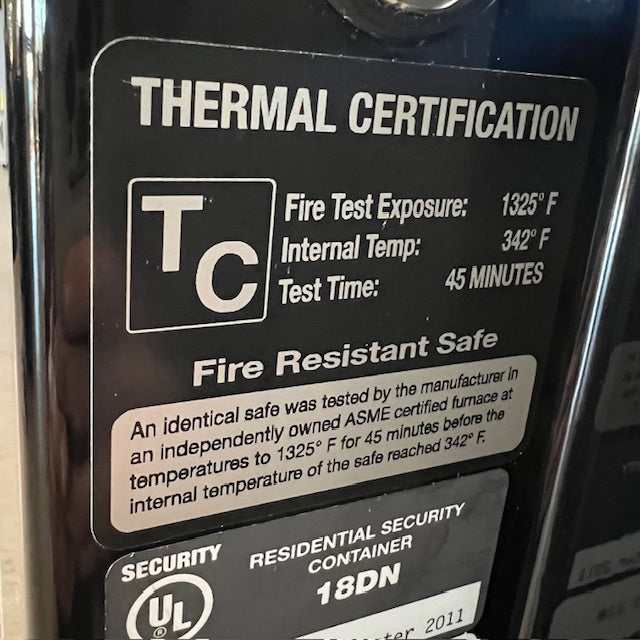 THERMAL CERTIFICATION
TC
Fire Test Exposure: 1325° F
Internal Temp: 342° F
Test Time: 45 MINUTES
Fire Resistant Safe
An identical safe was tested by the manufacturer in
an independently owned ASME certified furnace at
temperatures to 1325° F for 45 minutes before the
internal temperature of the safe reached 342° F.
SECURITY
UL
®
RESIDENTIAL SECURITY
CONTAINER
18DN
2011